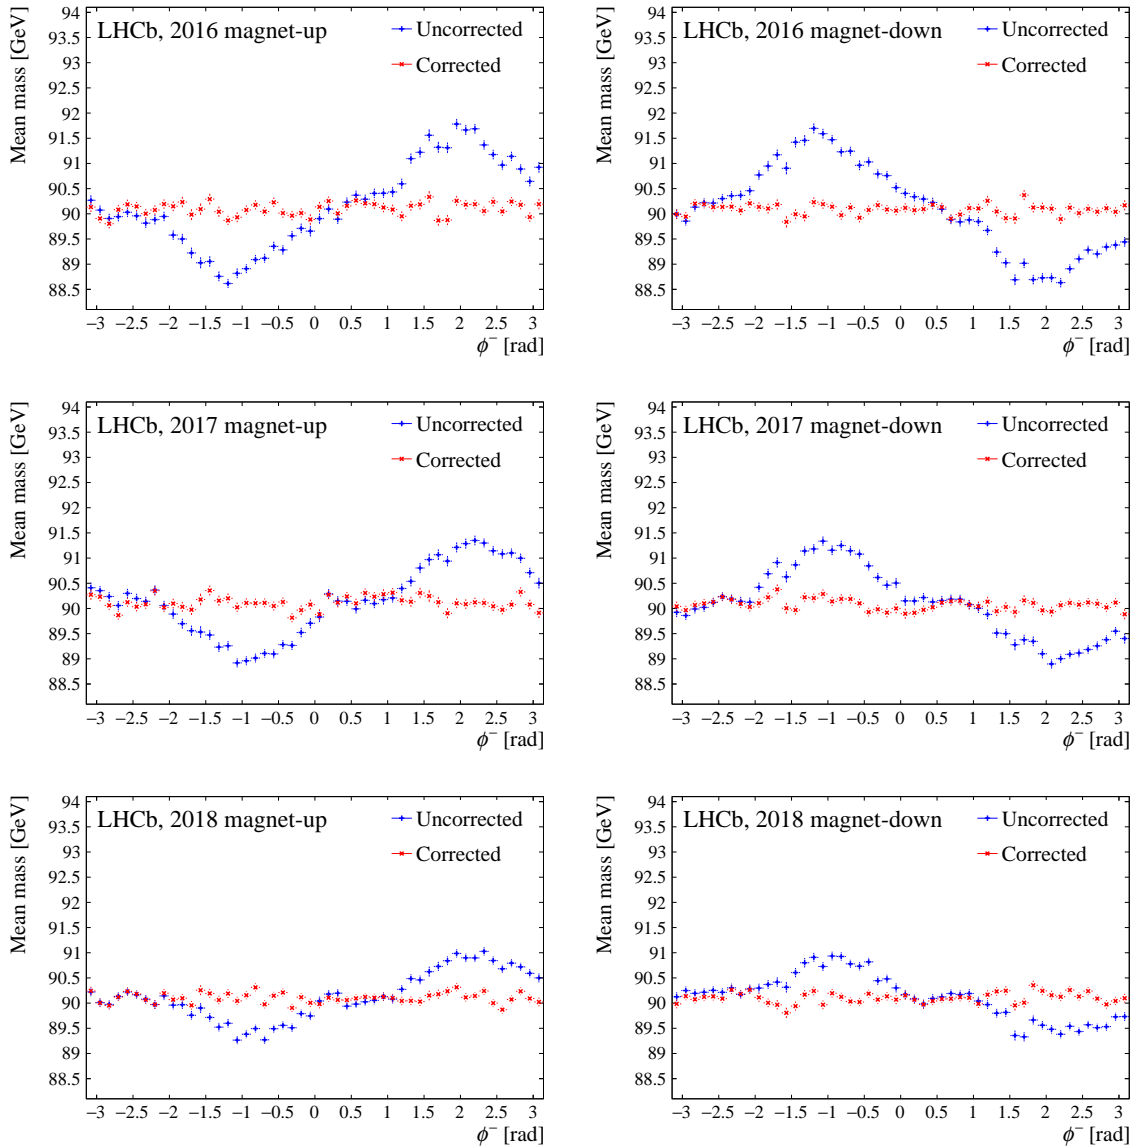 Mean mass [GeV]
94
93.5
93
92.5
92
91.5
91
90.5
90
89.5
89
88.5
LHCb, 2016 magnet-up
Uncorrected
Corrected
−3 −2.5 −2 −1.5 −1 −0.5 0 0.5 1 1.5 2 2.5 3
ϕ⁻ [rad]
Mean mass [GeV]
94
93.5
93
92.5
92
91.5
91
90.5
90
89.5
89
88.5
LHCb, 2016 magnet-down
Uncorrected
Corrected
−3 −2.5 −2 −1.5 −1 −0.5 0 0.5 1 1.5 2 2.5 3
ϕ⁻ [rad]
Mean mass [GeV]
94
93.5
93
92.5
92
91.5
91
90.5
90
89.5
89
88.5
LHCb, 2017 magnet-up
Uncorrected
Corrected
−3 −2.5 −2 −1.5 −1 −0.5 0 0.5 1 1.5 2 2.5 3
ϕ⁻ [rad]
Mean mass [GeV]
94
93.5
93
92.5
92
91.5
91
90.5
90
89.5
89
88.5
LHCb, 2017 magnet-down
Uncorrected
Corrected
−3 −2.5 −2 −1.5 −1 −0.5 0 0.5 1 1.5 2 2.5 3
ϕ⁻ [rad]
Mean mass [GeV]
94
93.5
93
92.5
92
91.5
91
90.5
90
89.5
89
88.5
LHCb, 2018 magnet-up
Uncorrected
Corrected
−3 −2.5 −2 −1.5 −1 −0.5 0 0.5 1 1.5 2 2.5 3
ϕ⁻ [rad]
Mean mass [GeV]
94
93.5
93
92.5
92
91.5
91
90.5
90
89.5
89
88.5
LHCb, 2018 magnet-down
Uncorrected
Corrected
−3 −2.5 −2 −1.5 −1 −0.5 0 0.5 1 1.5 2 2.5 3
ϕ⁻ [rad]